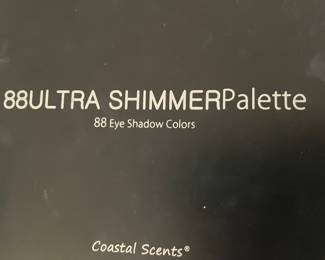 88ULTRA SHIMMERPalette
88 Eye Shadow Colors
Coastal Scents®